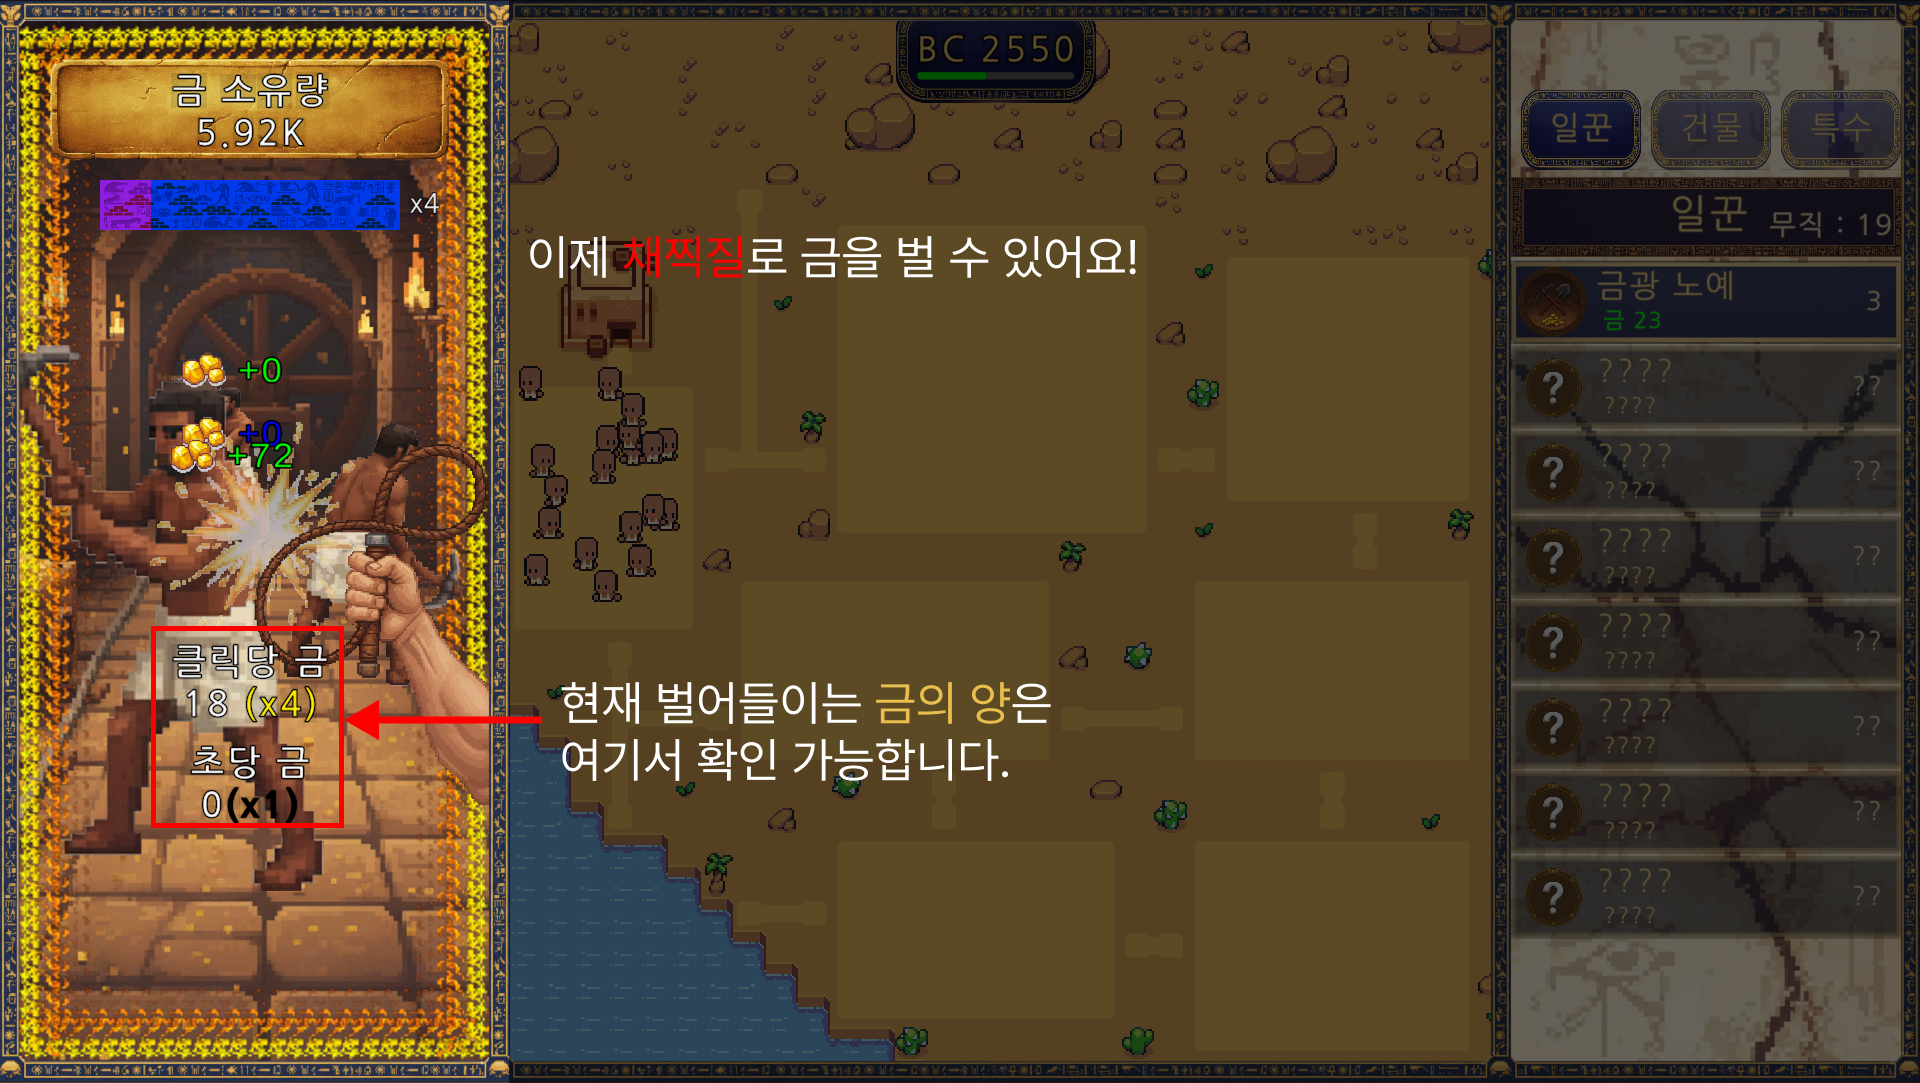 금 소유량
5.92K
x4
+0
+0
+72
클릭당 금
18 (x4)
초당 금
0(x1)
BC 2550
이제 채찍질로 금을 벌 수 있어요!
현재 벌어들이는 금의 양은
여기서 확인 가능합니다.
일꾼
건물
특수
일꾼 무직 : 19
금광 노예
금 23
3
????
????
??
????
????
??
????
????
??
????
????
??
????
????
??
????
????
??
????
????
??